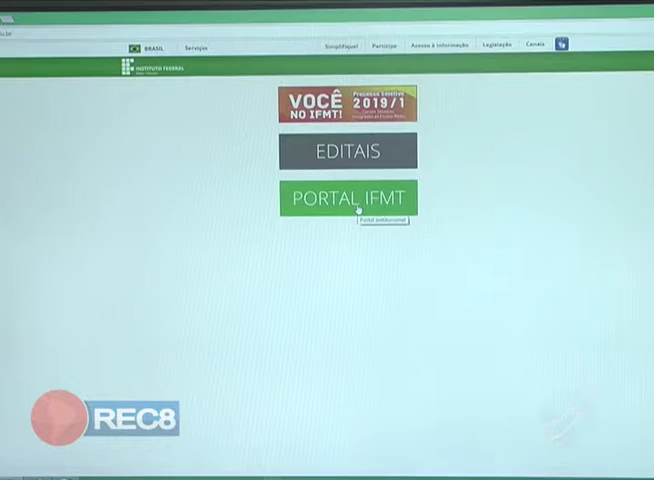 BRASIL Serviços Simplifique! Participe Acesso à informação Legislação Canais
INSTITUTO FEDERAL
VOCÊ
NO IFMT!
Processo Seletivo
2019/1
EDITAIS
PORTAL IFMT
Portal Institucional
REC8